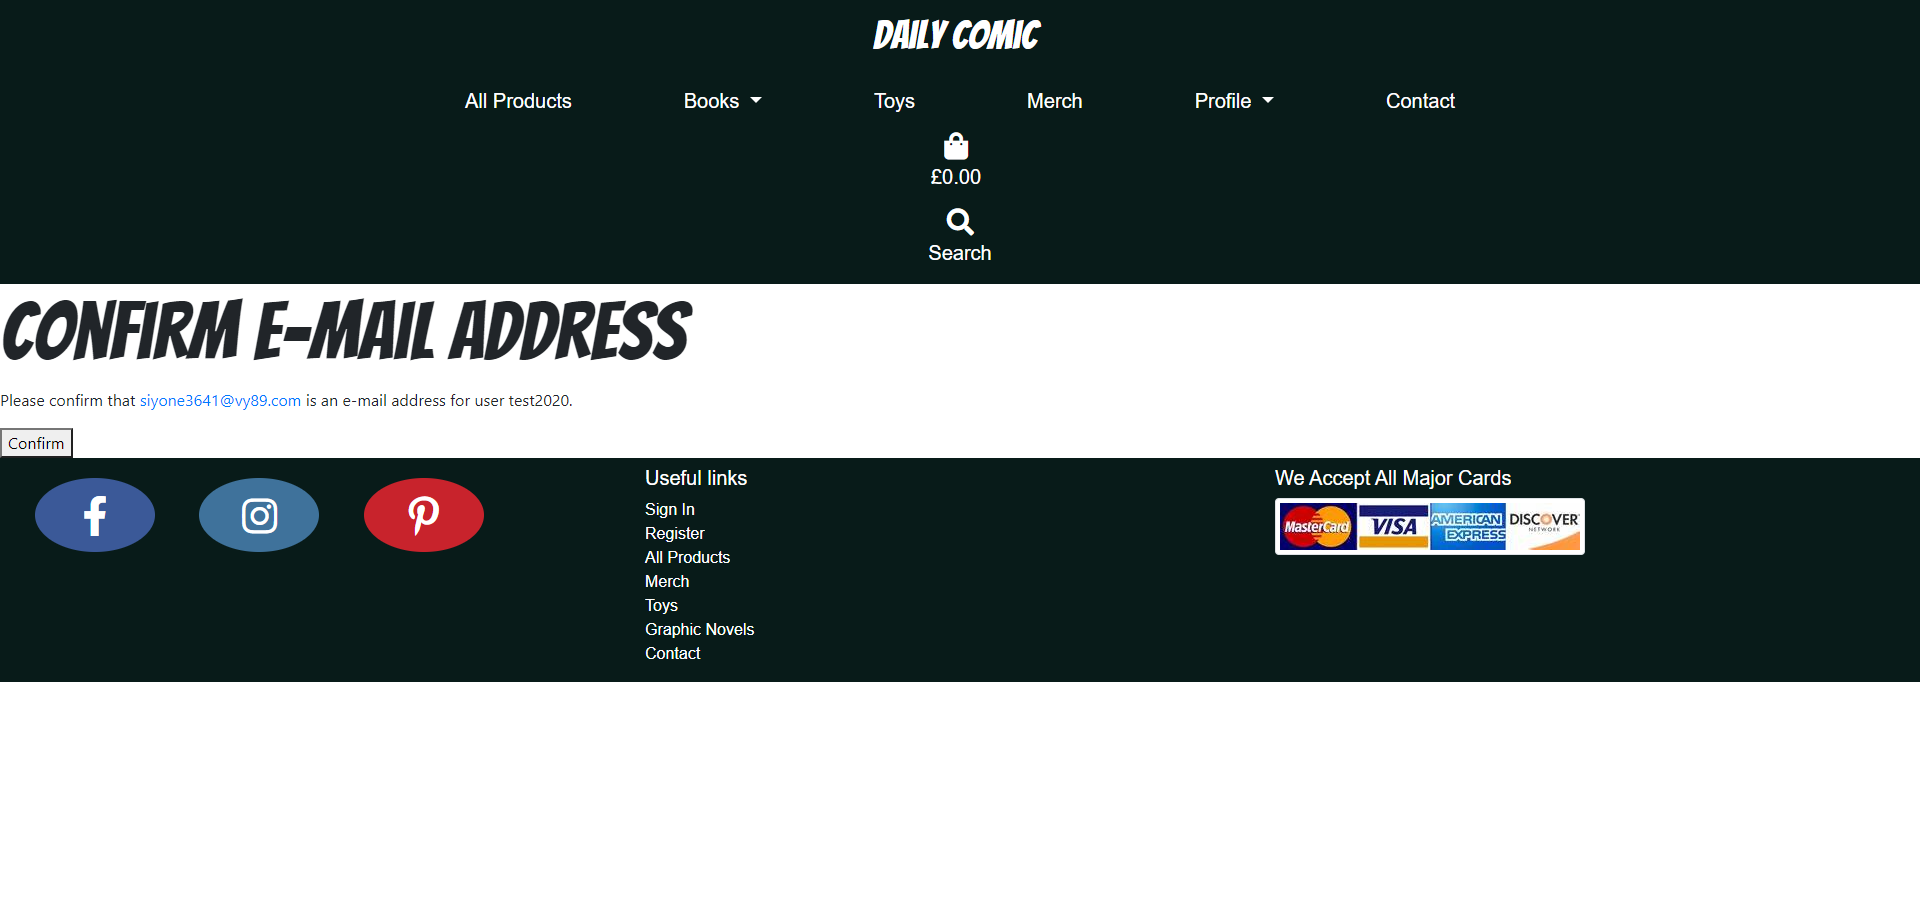 DAILY COMIC
All Products Books Toys Merch Profile Contact
£0.00
Search
CONFIRM E-MAIL ADDRESS
Please confirm that siyone3641@vy89.com is an e-mail address for user test2020.
Confirm
Useful links
Sign In
Register
All Products
Merch
Toys
Graphic Novels
Contact
We Accept All Major Cards
MasterCard VISA AMERICAN EXPRESS DISCOVER NETWORK